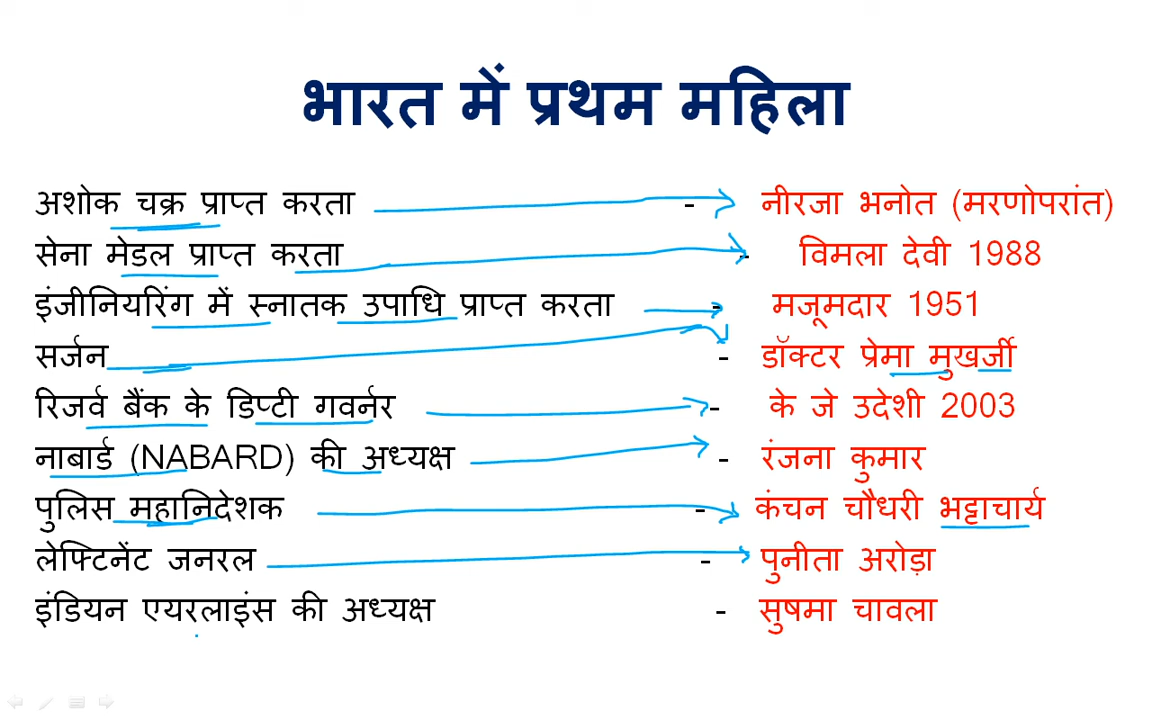 भारत में प्रथम महिला
अशोक चक्र प्राप्त करता - नीरजा भनोत (मरणोपरांत)
सेना मेडल प्राप्त करता - विमला देवी 1988
इंजीनियरिंग में स्नातक उपाधि प्राप्त करता - मजूमदार 1951
सर्जन - डॉक्टर प्रेमा मुखर्जी
रिजर्व बैंक के डिप्टी गवर्नर - के जे उदेशी 2003
नाबार्ड (NABARD) की अध्यक्ष - रंजना कुमार
पुलिस महानिदेशक - कंचन चौधरी भट्टाचार्य
लेफ्टिनेंट जनरल - पुनीता अरोड़ा
इंडियन एयरलाइंस की अध्यक्ष - सुषमा चावला